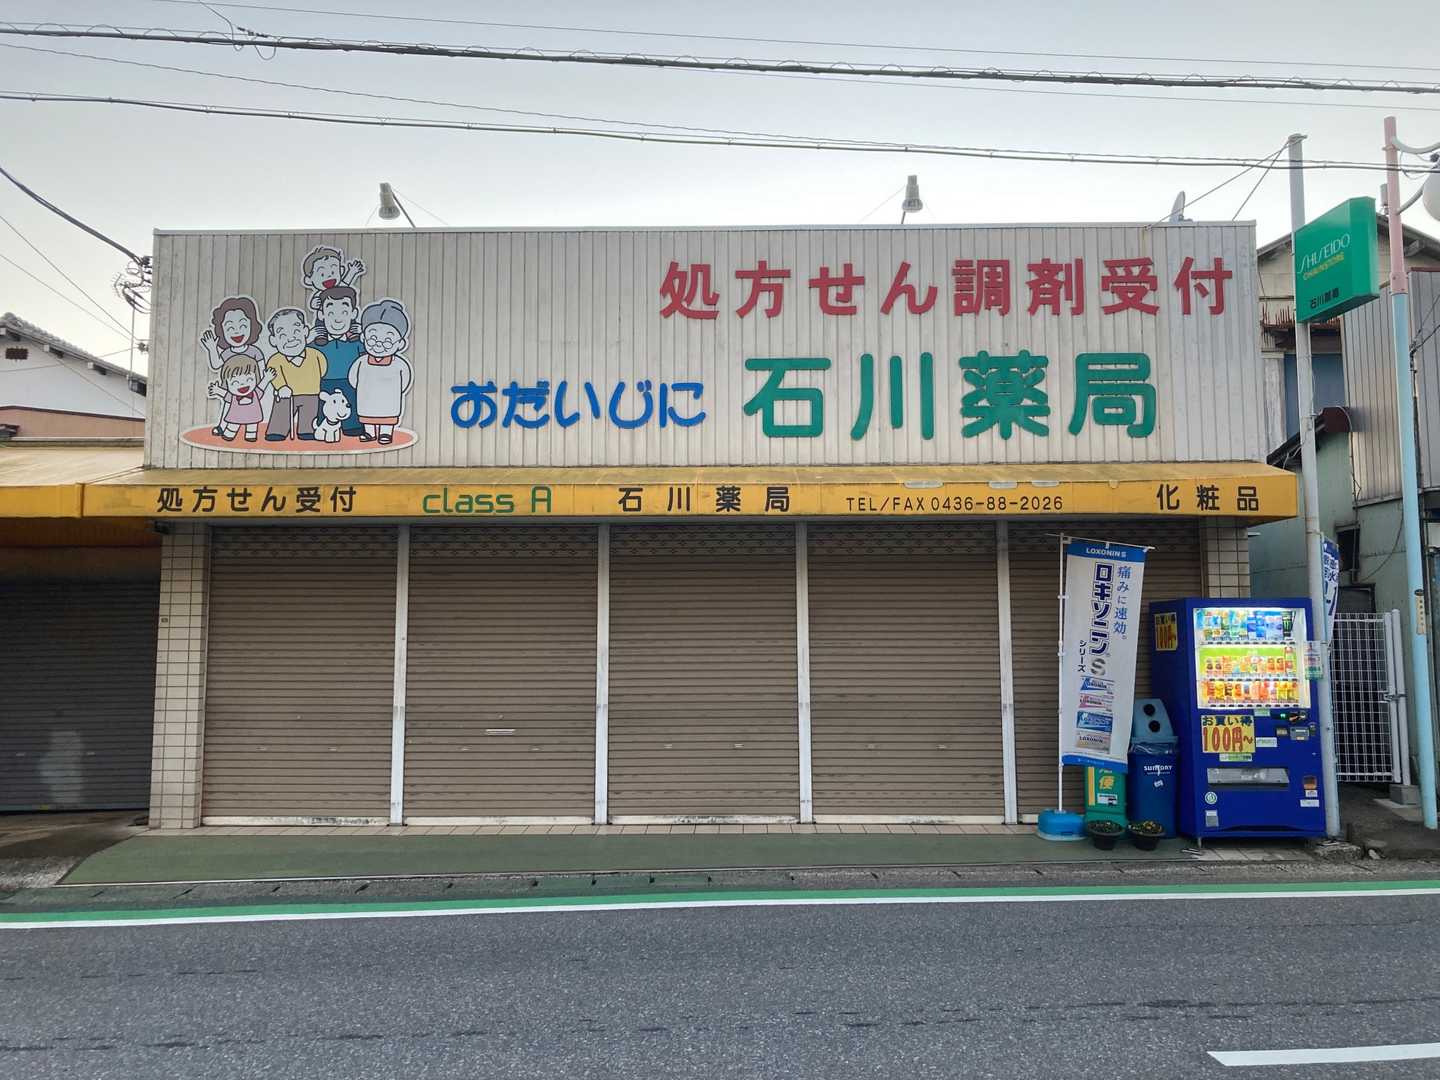 処方せん調剤受付
おだいじに 石川薬局
SHISEIDO
CHAINSTORE
石川薬局
処方せん受付 class A 石川薬局 TEL/FAX 0436-88-2026 化粧品
LOXONIN S
痛みに速効。
ロキソニンS
シリーズ
LOXONIN
お買い得
100円~
SUNTORY
便